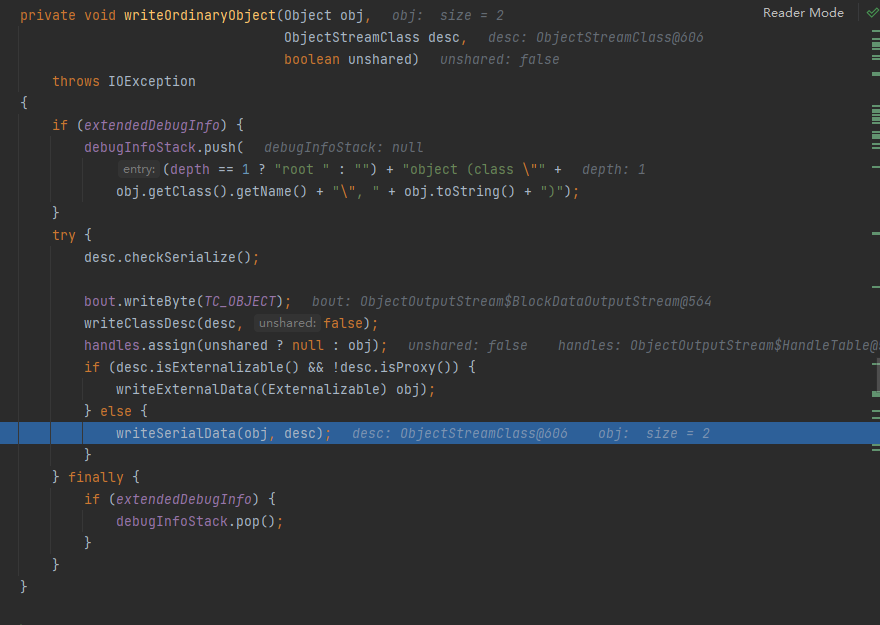 private void writeOrdinaryObject(Object obj, obj: size = 2
Reader Mode
ObjectStreamClass desc, desc: ObjectStreamClass@606
boolean unshared) unshared: false
throws IOException
{
if (extendedDebugInfo) {
debugInfoStack.push( debugInfoStack: null
entry: (depth == 1 ? "root " : "") + "object (class \"" + depth: 1
obj.getClass().getName() + "\", " + obj.toString() + ")");
}
try {
desc.checkSerialize();
bout.writeByte(TC_OBJECT); bout: ObjectOutputStream$BlockDataOutputStream@564
writeClassDesc(desc, unshared: false);
handles.assign(unshared ? null : obj); unshared: false handles: ObjectOutputStream$HandleTable@
if (desc.isExternalizable() && !desc.isProxy()) {
writeExternalData((Externalizable) obj);
} else {
writeSerialData(obj, desc); desc: ObjectStreamClass@606 obj: size = 2
}
} finally {
if (extendedDebugInfo) {
debugInfoStack.pop();
}
}
}